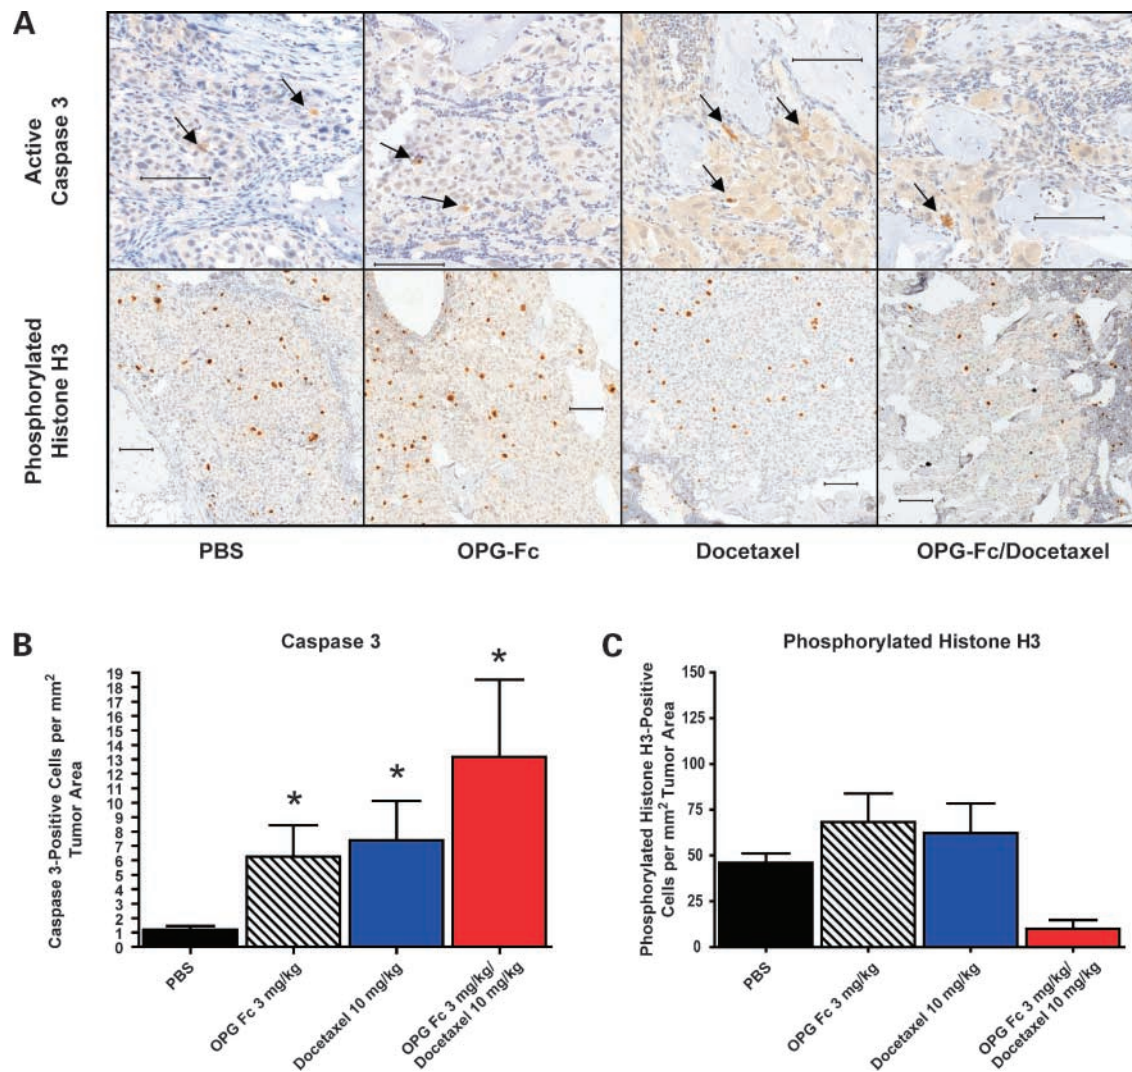 A
Active
Caspase 3
Phosphorylated
Histone H3
PBS
OPG-Fc
Docetaxel
OPG-Fc/Docetaxel
B
Caspase 3
Caspase 3-Positive Cells per mm2
Tumor Area
19
18
17
16
15
14
13
12
11
10
9
8
7
6
5
4
3
2
1
0
*
*
*
PBS
OPG Fc 3 mg/kg
Docetaxel 10 mg/kg
OPG Fc 3 mg/kg/
Docetaxel 10 mg/kg
C
Phosphorylated Histone H3
Phosphorylated Histone H3-Positive
Cells per mm2 Tumor Area
150
125
100
75
50
25
0
PBS
OPG Fc 3 mg/kg
Docetaxel 10 mg/kg
OPG Fc 3 mg/kg/
Docetaxel 10 mg/kg